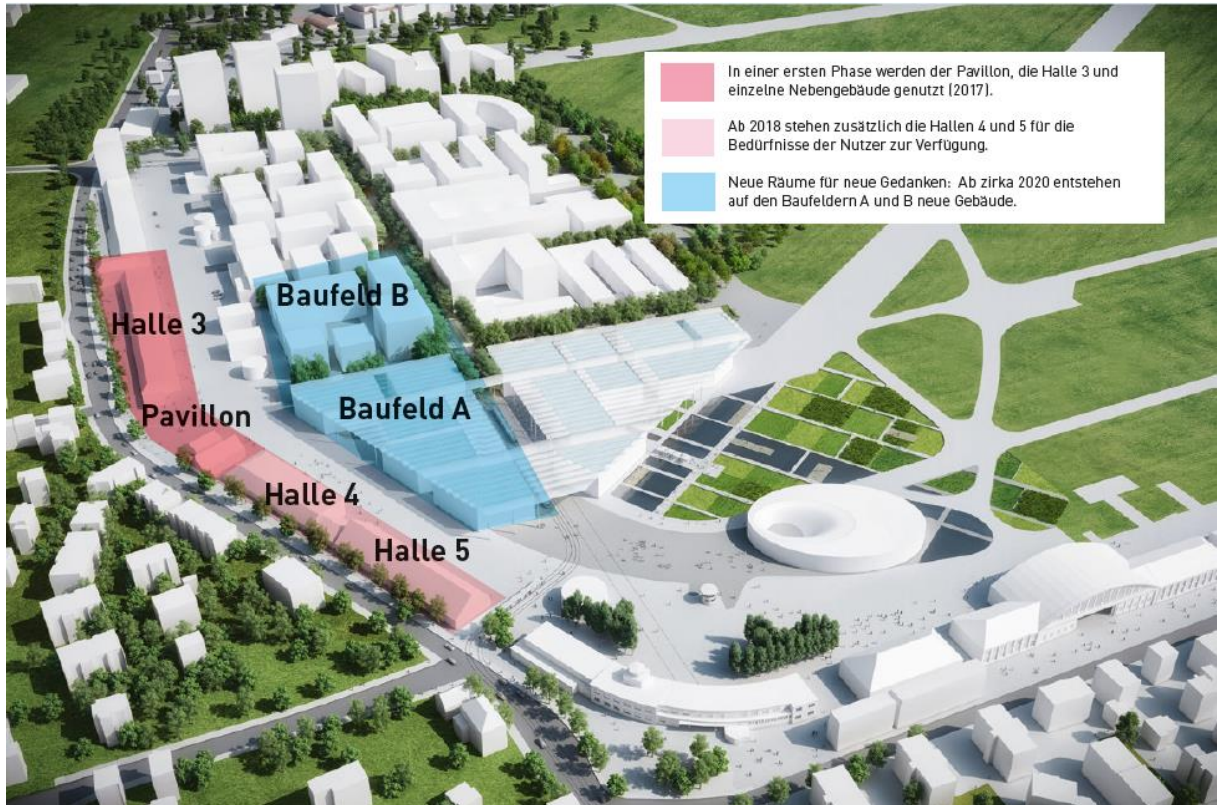 In einer ersten Phase werden der Pavillon, die Halle 3 und
einzelne Nebengebäude genutzt (2017).
Ab 2018 stehen zusätzlich die Hallen 4 und 5 für die
Bedürfnisse der Nutzer zur Verfügung.
Neue Räume für neue Gedanken: Ab zirka 2020 entstehen
auf den Baufeldern A und B neue Gebäude.
Baufeld B
Halle 3
Baufeld A
Pavillon
Halle 4
Halle 5